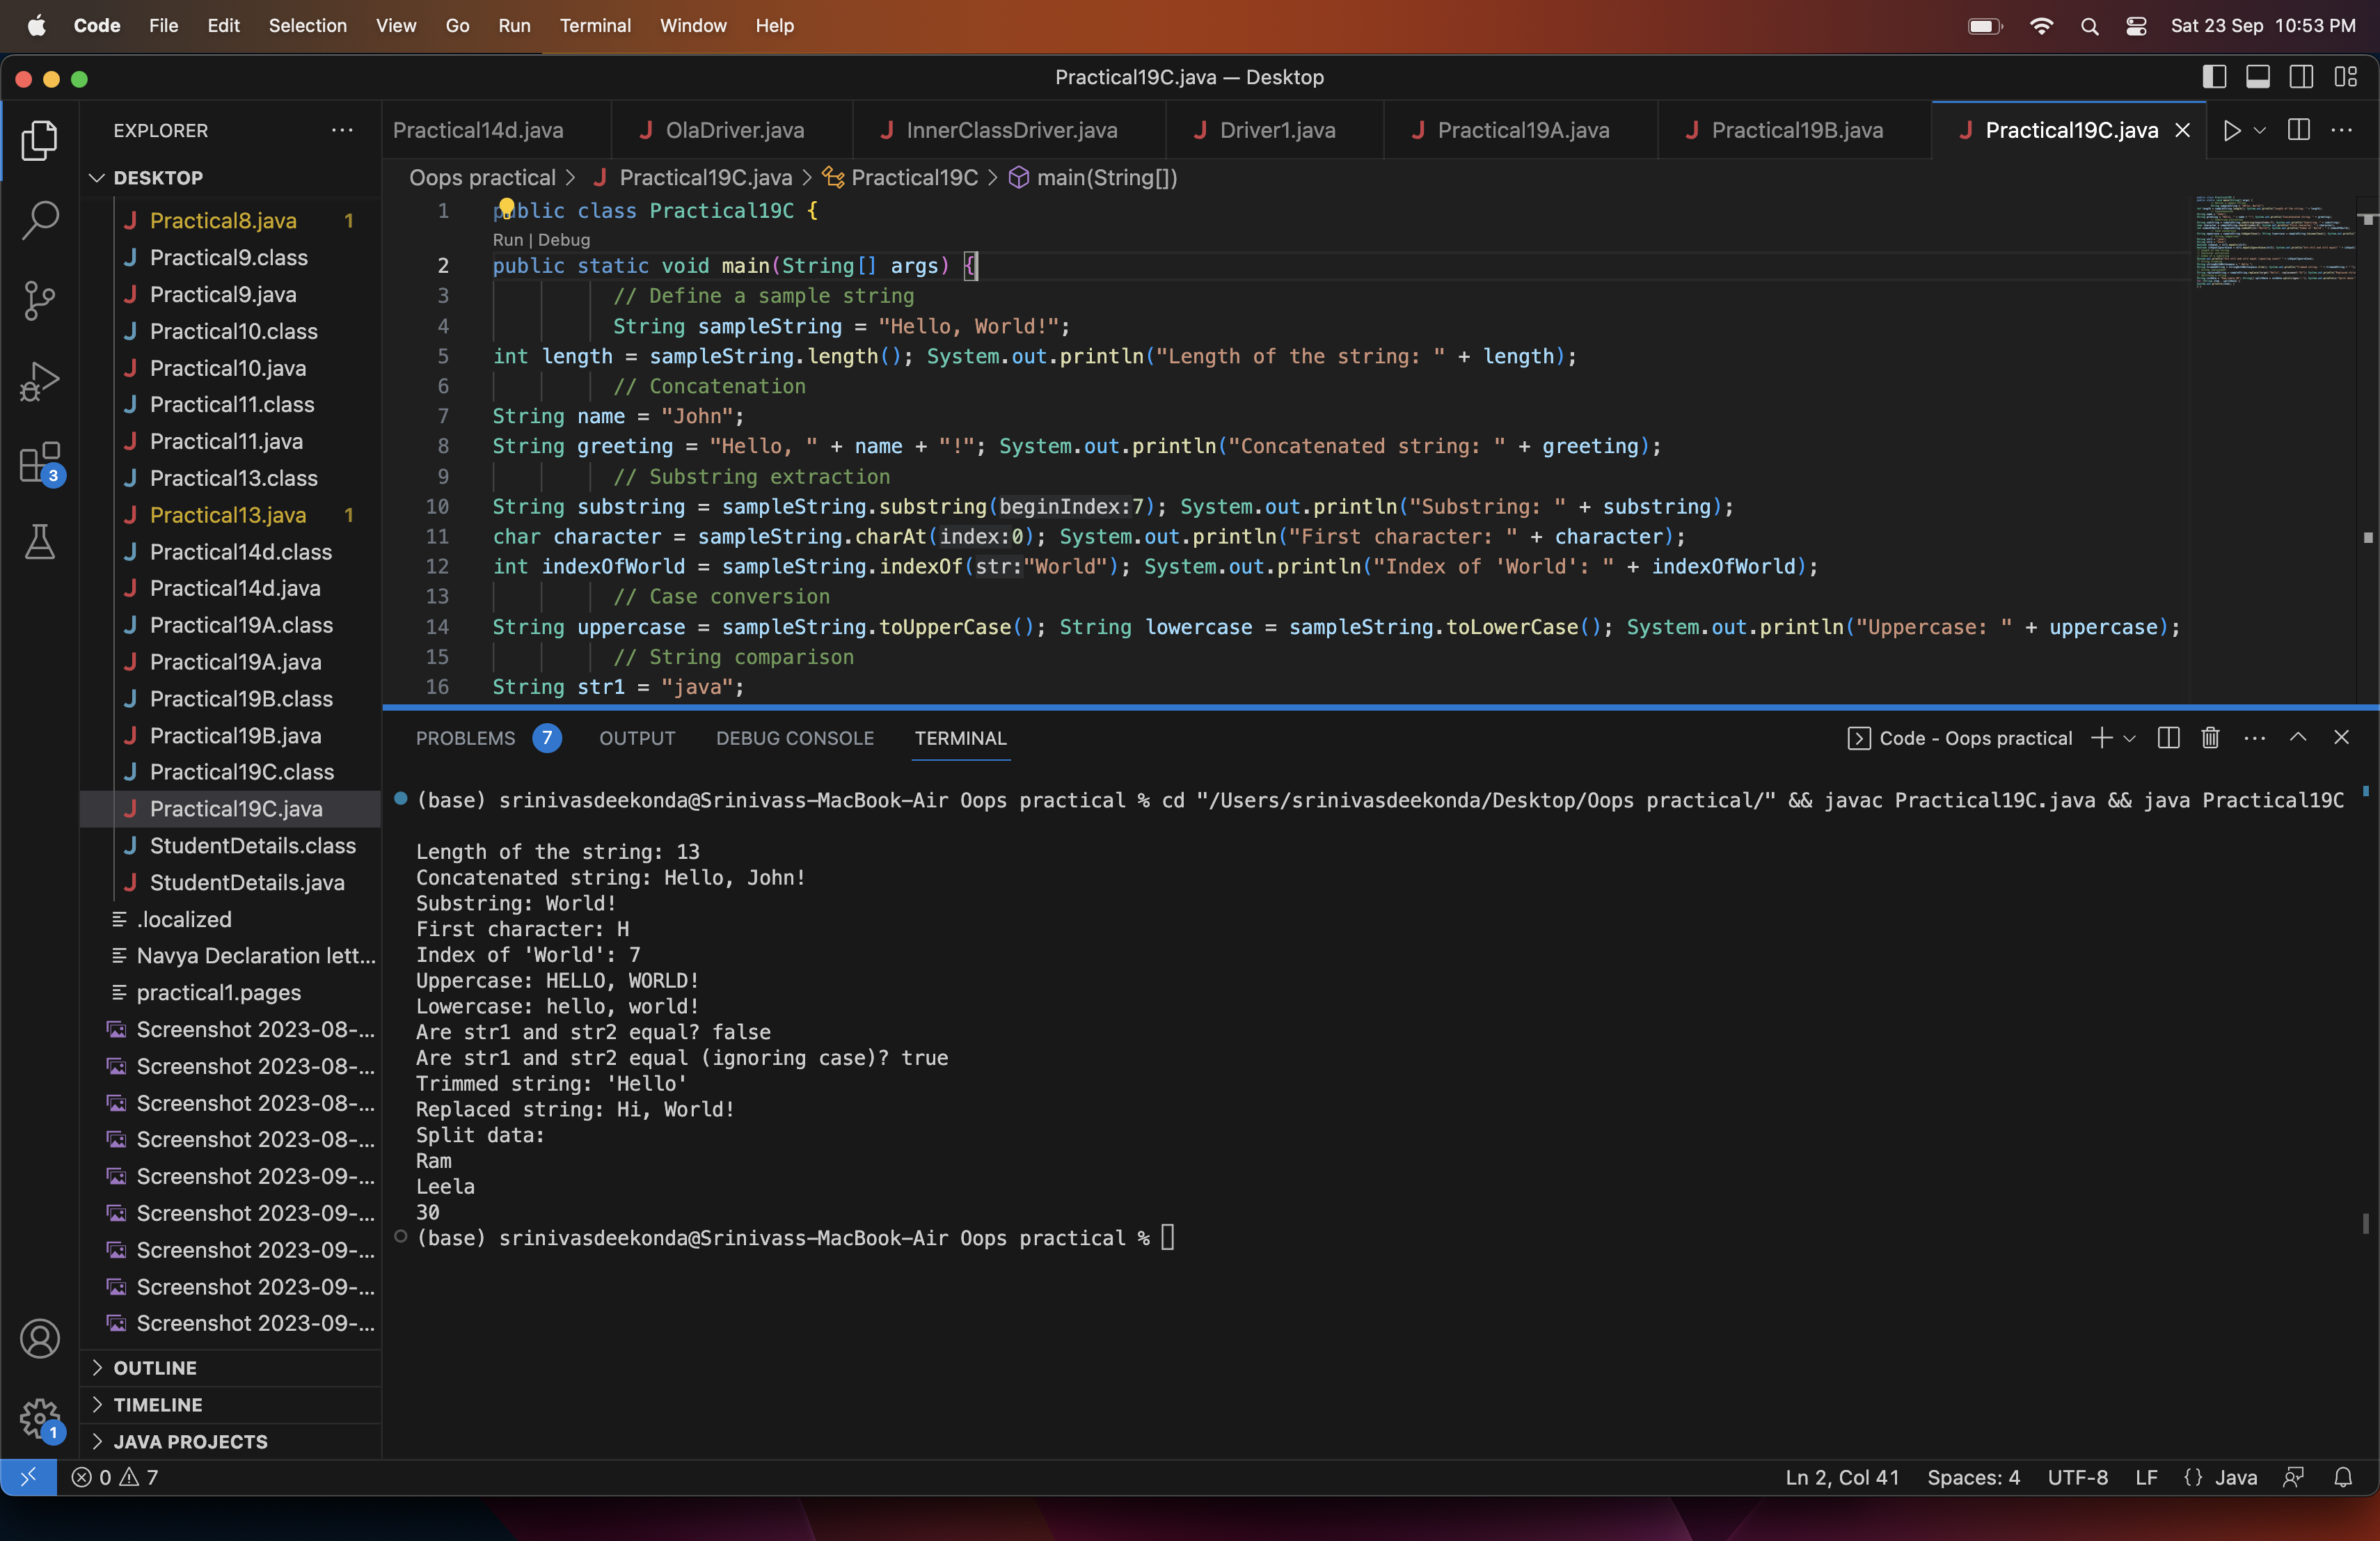 Code File Edit Selection View Go Run Terminal Window Help Sat 23 Sep 10:53 PM
Practical19C.java — Desktop
EXPLORER
Practical14d.java OlaDriver.java InnerClassDriver.java Driver1.java Practical19A.java Practical19B.java Practical19C.java
DESKTOP
Practical8.java 1
Practical9.class
Practical9.java
Practical10.class
Practical10.java
Practical11.class
Practical11.java
Practical13.class
Practical13.java 1
Practical14d.class
Practical14d.java
Practical19A.class
Practical19A.java
Practical19B.class
Practical19B.java
Practical19C.class
Practical19C.java
StudentDetails.class
StudentDetails.java
.localized
Navya Declaration lett...
practical1.pages
Screenshot 2023-08-...
Screenshot 2023-08-...
Screenshot 2023-08-...
Screenshot 2023-08-...
Screenshot 2023-09-...
Screenshot 2023-09-...
Screenshot 2023-09-...
Screenshot 2023-09-...
Screenshot 2023-09-...
OUTLINE
TIMELINE
JAVA PROJECTS
3
1
Oops practical > Practical19C.java > Practical19C > main(String[])
1 public class Practical19C {
Run | Debug
2 public static void main(String[] args) {
3 // Define a sample string
4 String sampleString = "Hello, World!";
5 int length = sampleString.length(); System.out.println("Length of the string: " + length);
6 // Concatenation
7 String name = "John";
8 String greeting = "Hello, " + name + "!"; System.out.println("Concatenated string: " + greeting);
9 // Substring extraction
10 String substring = sampleString.substring(beginIndex:7); System.out.println("Substring: " + substring);
11 char character = sampleString.charAt(index:0); System.out.println("First character: " + character);
12 int indexOfWorld = sampleString.indexOf(str:"World"); System.out.println("Index of 'World': " + indexOfWorld);
13 // Case conversion
14 String uppercase = sampleString.toUpperCase(); String lowercase = sampleString.toLowerCase(); System.out.println("Uppercase: " + uppercase);
15 // String comparison
16 String str1 = "java";
PROBLEMS 7 OUTPUT DEBUG CONSOLE TERMINAL Code - Oops practical
(base) srinivasdeekonda@Srinivass-MacBook-Air Oops practical % cd "/Users/srinivasdeekonda/Desktop/Oops practical/" && javac Practical19C.java && java Practical19C
Length of the string: 13
Concatenated string: Hello, John!
Substring: World!
First character: H
Index of 'World': 7
Uppercase: HELLO, WORLD!
Lowercase: hello, world!
Are str1 and str2 equal? false
Are str1 and str2 equal (ignoring case)? true
Trimmed string: 'Hello'
Replaced string: Hi, World!
Split data:
Ram
Leela
30
(base) srinivasdeekonda@Srinivass-MacBook-Air Oops practical %
0 7 Ln 2, Col 41 Spaces: 4 UTF-8 LF {} Java